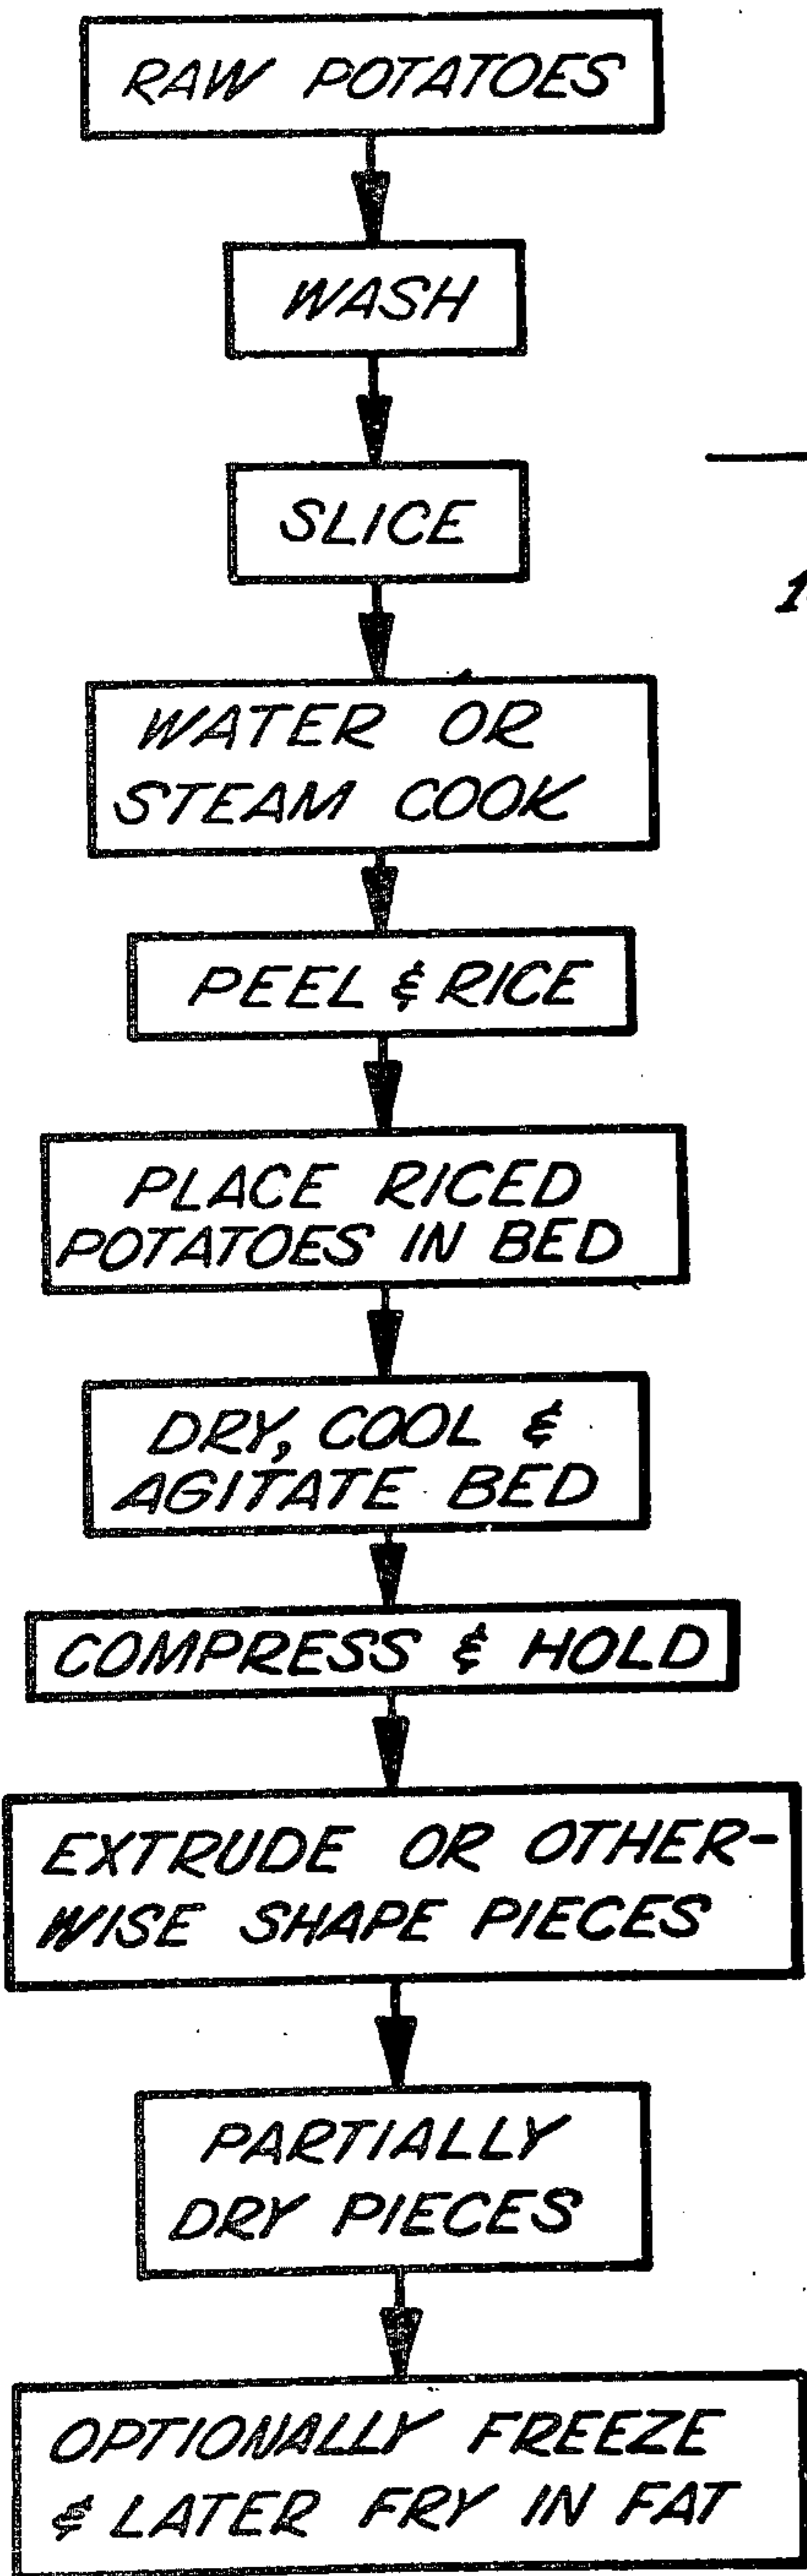 RAW POTATOES
WASH
SLICE
WATER OR
STEAM COOK
PEEL & RICE
PLACE RICED
POTATOES IN BED
DRY, COOL &
AGITATE BED
COMPRESS & HOLD
EXTRUDE OR OTHER-
WISE SHAPE PIECES
PARTIALLY
DRY PIECES
OPTIONALLY FREEZE
& LATER FRY IN FAT